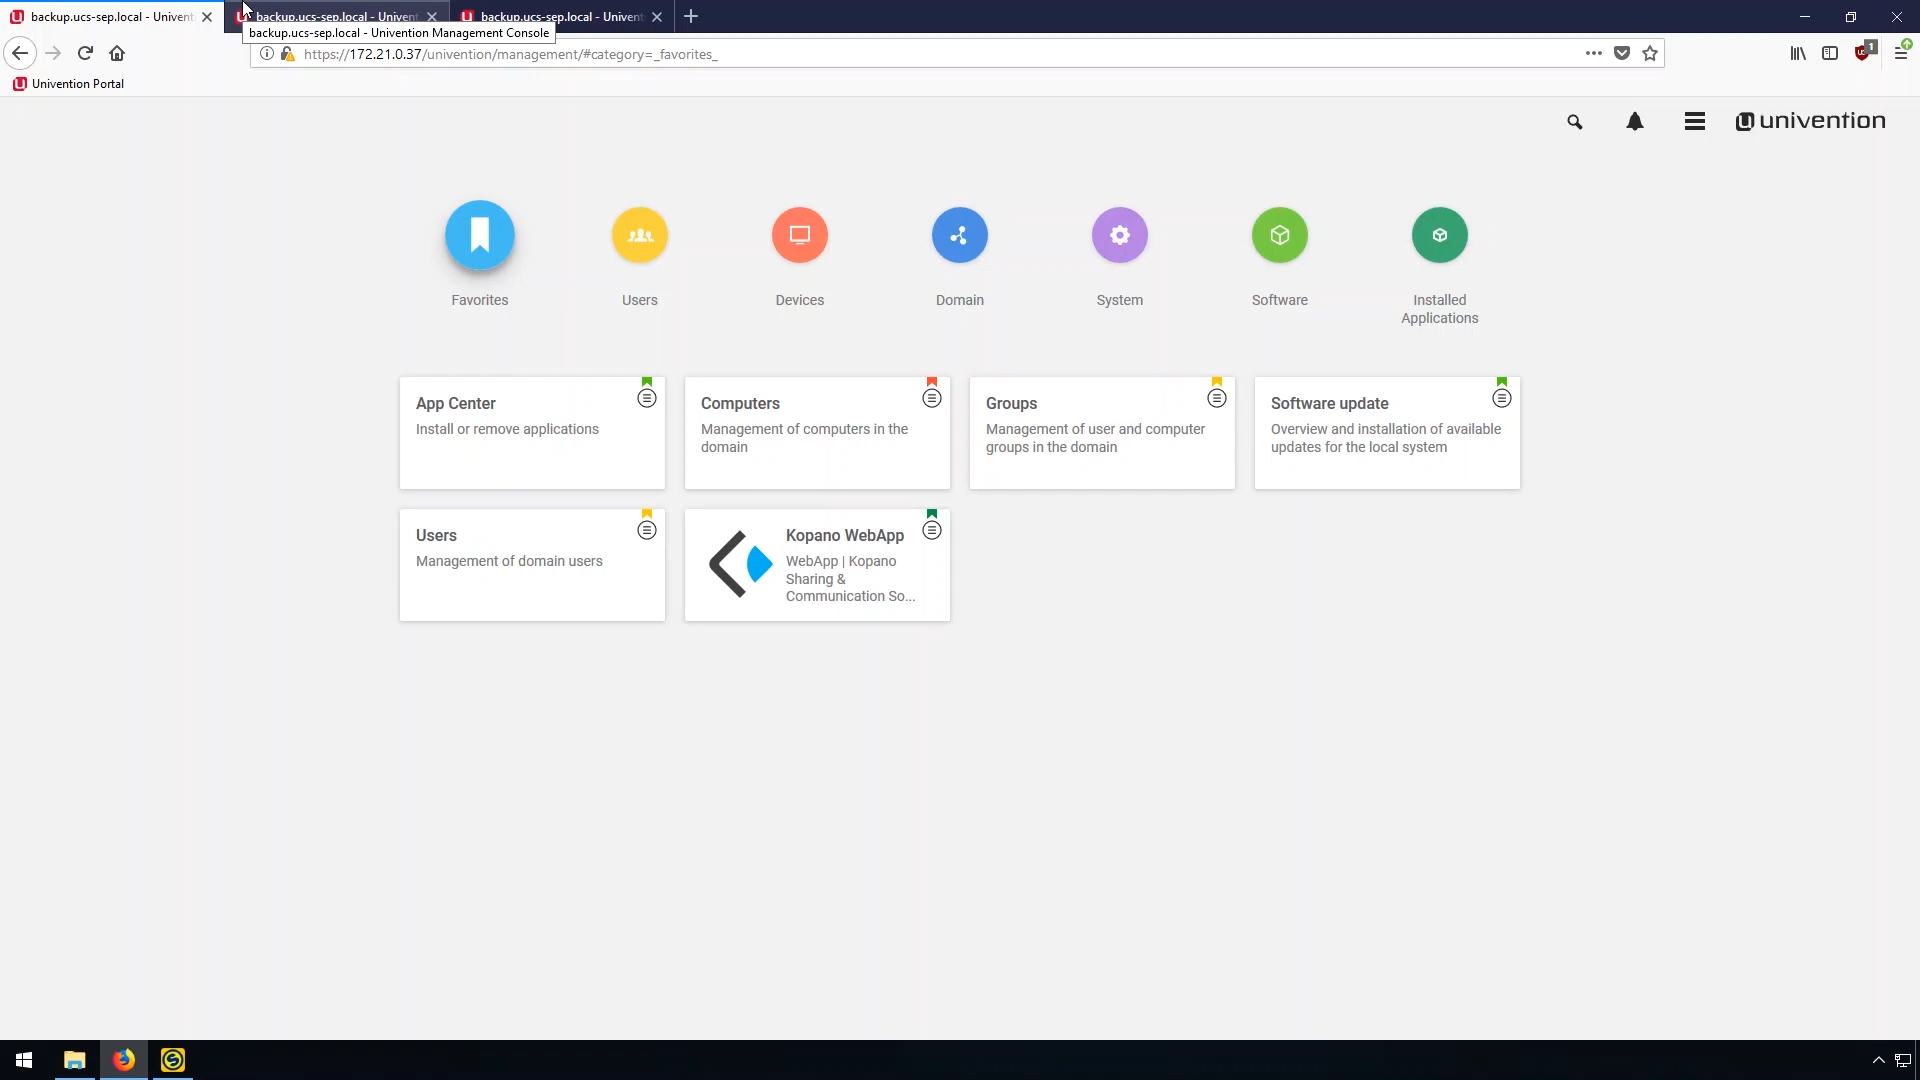 backup.ucs-sep.local - Univent
backup.ucs-sep.local - Univent
backup.ucs-sep.local - Univent
backup.ucs-sep.local - Univention Management Console
https://172.21.0.37/univention/management/#category=_favorites_
1
Univention Portal
univention
Favorites
Users
Devices
Domain
System
Software
Installed
Applications
App Center
Install or remove applications
Computers
Management of computers in the
domain
Groups
Management of user and computer
groups in the domain
Software update
Overview and installation of available
updates for the local system
Users
Management of domain users
Kopano WebApp
WebApp | Kopano
Sharing &
Communication So...